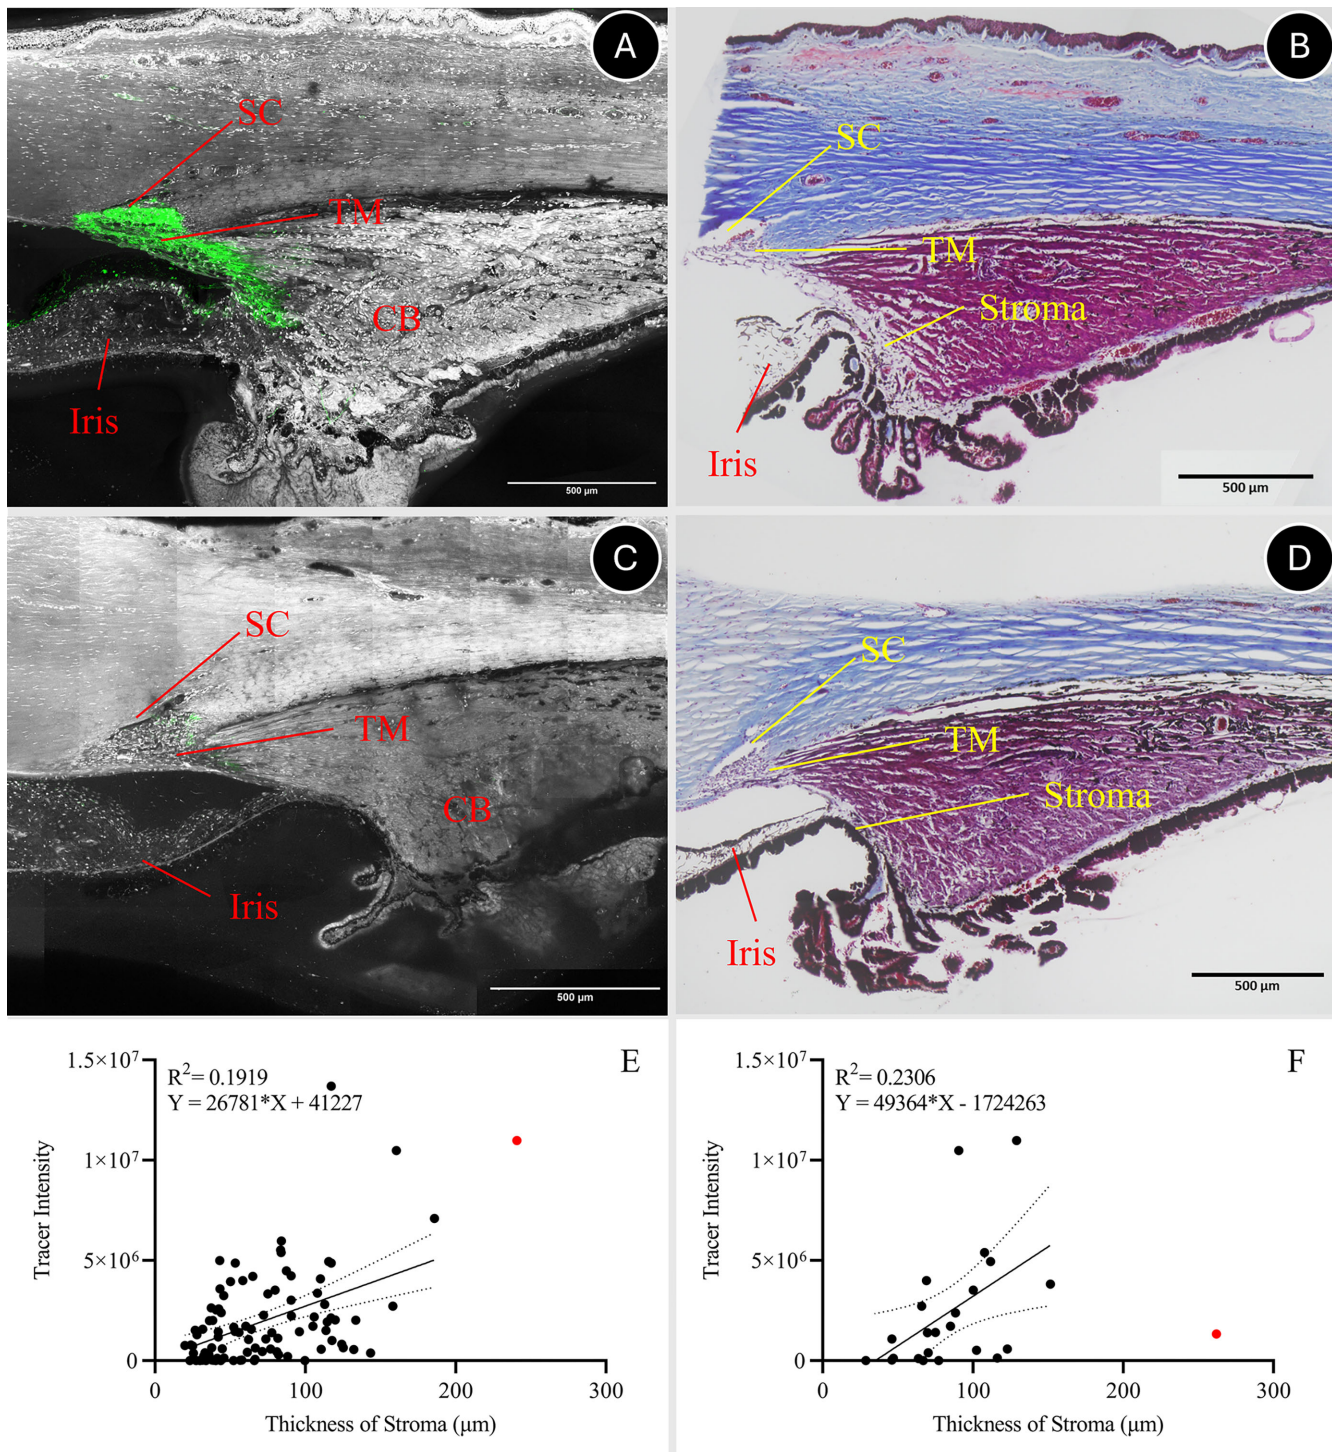 A
SC
TM
CB
Iris
500 µm
B
SC
TM
Stroma
Iris
500 µm
C
SC
TM
CB
Iris
500 µm
D
SC
TM
Stroma
Iris
500 µm
E
R²= 0.1919
Y = 26781*X + 41227
1.5×10⁷
1×10⁷
5×10⁶
0
Tracer Intensity
0 100 200 300
Thickness of Stroma (μm)
F
R²= 0.2306
Y = 49364*X - 1724263
1.5×10⁷
1×10⁷
5×10⁶
0
Tracer Intensity
0 100 200 300
Thickness of Stroma (μm)